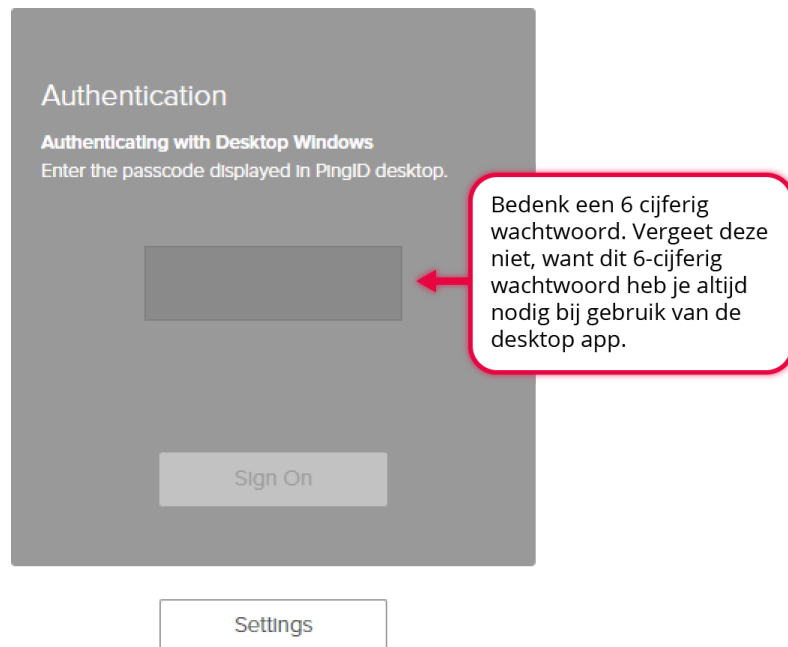 Authentication
Authenticating with Desktop Windows
Enter the passcode displayed in PingID desktop.
Bedenk een 6 cijferig
wachtwoord. Vergeet deze
niet, want dit 6-cijferig
wachtwoord heb je altijd
nodig bij gebruik van de
desktop app.
Sign On
Settings